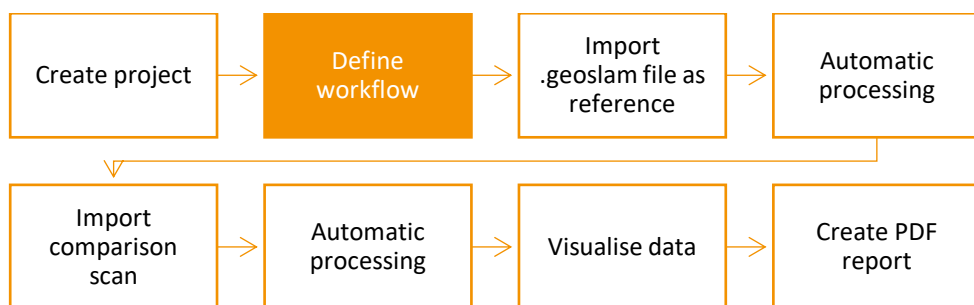 Create project
Define
workflow
Import
.geoslam file as
reference
Automatic
processing
Import
comparison
scan
Automatic
processing
Visualise data
Create PDF
report